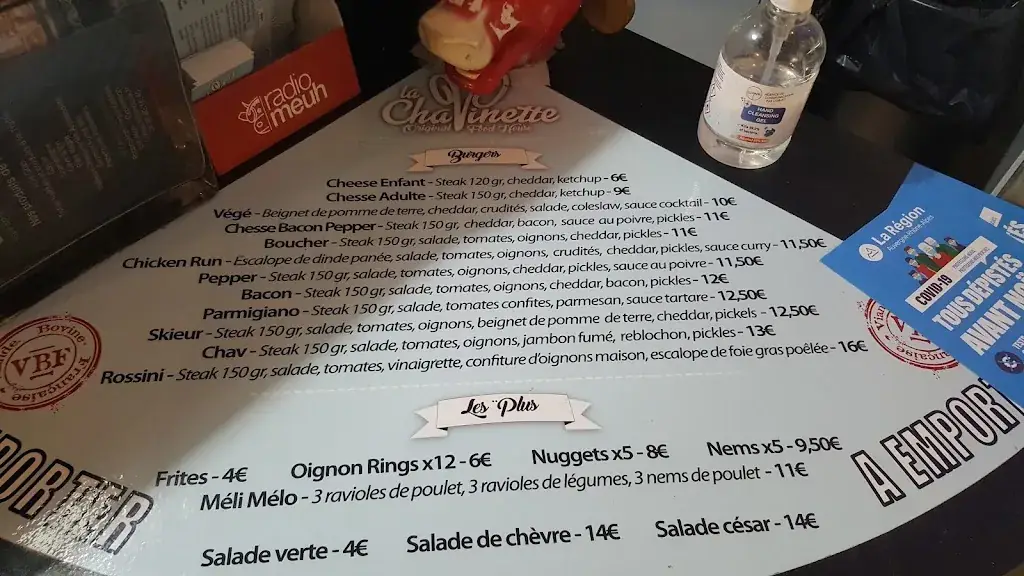 radio
meuh
La
ChaVinette
Original Food House
HAND
CLEANSING
GEL
Burgers
Cheese Enfant - Steak 120 gr, cheddar, ketchup - 6€
Chesse Adulte - Steak 150 gr, cheddar, ketchup - 9€
Végé - Beignet de pomme de terre, cheddar, crudités, salade, coleslaw, sauce cocktail - 10€
Chesse Bacon Pepper - Steak 150 gr, cheddar, bacon, sauce au poivre, pickles - 11€
Boucher - Steak 150 gr, salade, tomates, oignons, cheddar, pickles - 11€
Chicken Run - Escalope de dinde panée, salade, tomates, oignons, crudités, cheddar, pickles, sauce curry - 11,50€
Pepper - Steak 150 gr, salade, tomates, oignons, cheddar, pickles, sauce au poivre - 11,50€
Bacon - Steak 150 gr, salade, tomates, oignons, cheddar, bacon, pickles - 12€
Parmigiano - Steak 150 gr, salade, tomates confites, parmesan, sauce tartare - 12,50€
Skieur - Steak 150 gr, salade, tomates, oignons, beignet de pomme de terre, cheddar, pickels - 12,50€
Chav - Steak 150 gr, salade, tomates, oignons, jambon fumé, reblochon, pickles - 13€
Rossini - Steak 150 gr, salade, tomates, vinaigrette, confiture d'oignons maison, escalope de foie gras poêlée - 16€
Bovine
VBF
Française
La Région
Auvergne-Rhône-Alpes
COVID-19
TOUS DÉPISTÉS
AVANT
Les Plus
Frites - 4€ Oignon Rings x12 - 6€ Nuggets x5 - 8€ Nems x5 - 9,50€
Méli Mélo - 3 ravioles de poulet, 3 ravioles de légumes, 3 nems de poulet - 11€
Salade verte - 4€ Salade de chèvre - 14€ Salade césar - 14€
PORTER
A EMPORT